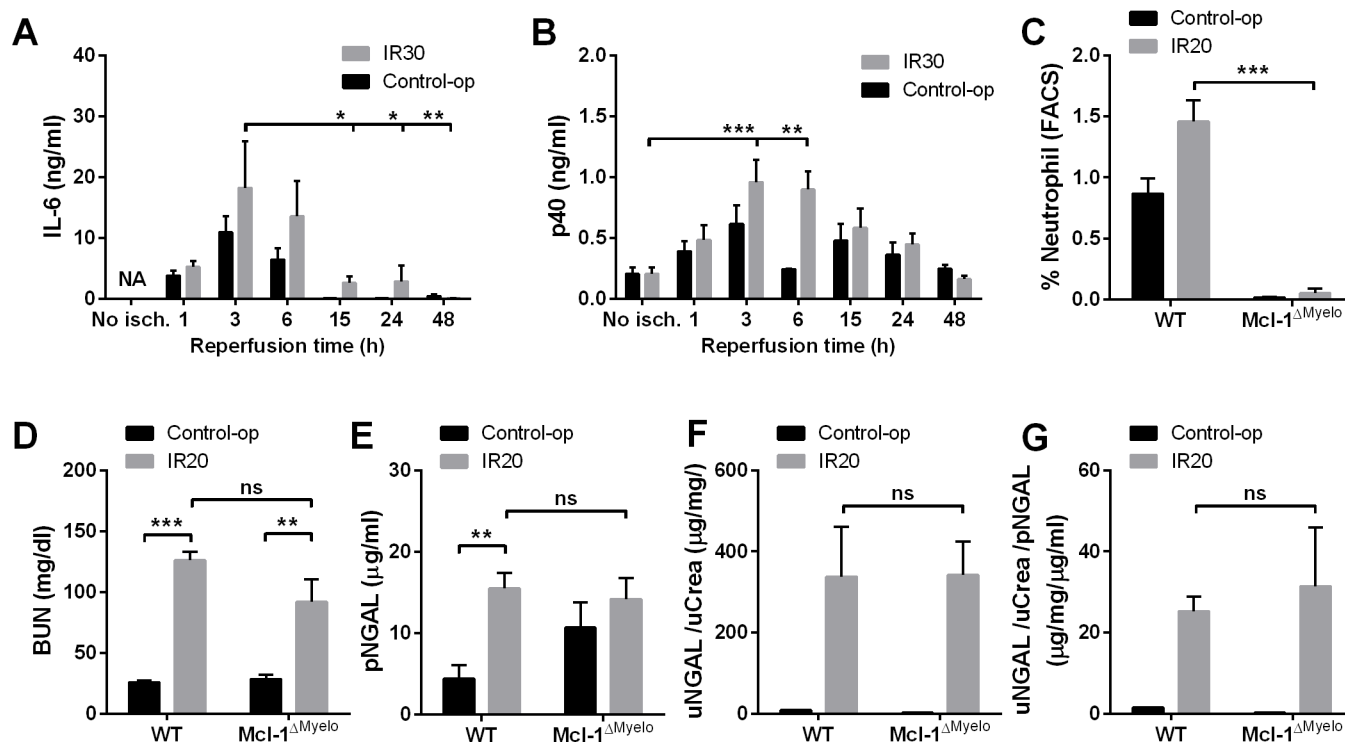 A
IR30
Control-op
IL-6 (ng/ml)
40
30
20
10
0
NA
* * **
No isch. 1 3 6 15 24 48
Reperfusion time (h)
B
IR30
Control-op
p40 (ng/ml)
2.0
1.5
1.0
0.5
0.0
*** **
No isch. 1 3 6 15 24 48
Reperfusion time (h)
C
Control-op
IR20
% Neutrophil (FACS)
2.0
1.5
1.0
0.5
0.0
***
WT Mcl-1ΔMyelo
D
Control-op
IR20
BUN (mg/dl)
200
150
100
50
0
ns
*** **
WT Mcl-1ΔMyelo
E
Control-op
IR20
pNGAL (μg/ml)
30
20
10
0
ns
**
WT Mcl-1ΔMyelo
F
Control-op
IR20
uNGAL /uCrea (μg/mg/)
600
400
200
0
ns
WT Mcl-1ΔMyelo
G
Control-op
IR20
uNGAL /uCrea /pNGAL
(μg/mg/μg/ml)
60
40
20
0
ns
WT Mcl-1ΔMyelo